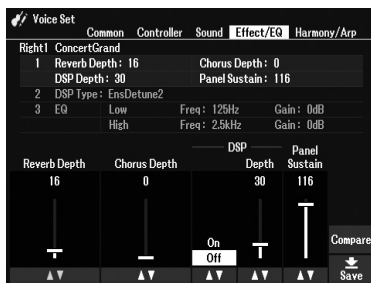 Voice Set
Common Controller Sound Effect/EQ Harmony/Arp
Right1 ConcertGrand
1 Reverb Depth: 16 Chorus Depth: 0
DSP Depth: 30 Panel Sustain: 116
2 DSP Type: EnsDetune2
3 EQ Low Freq: 125Hz Gain: 0dB
High Freq: 2.5kHz Gain: 0dB
DSP Panel
Reverb Depth Chorus Depth Depth Sustain
16 0 30 116
On
Off
Compare
Save